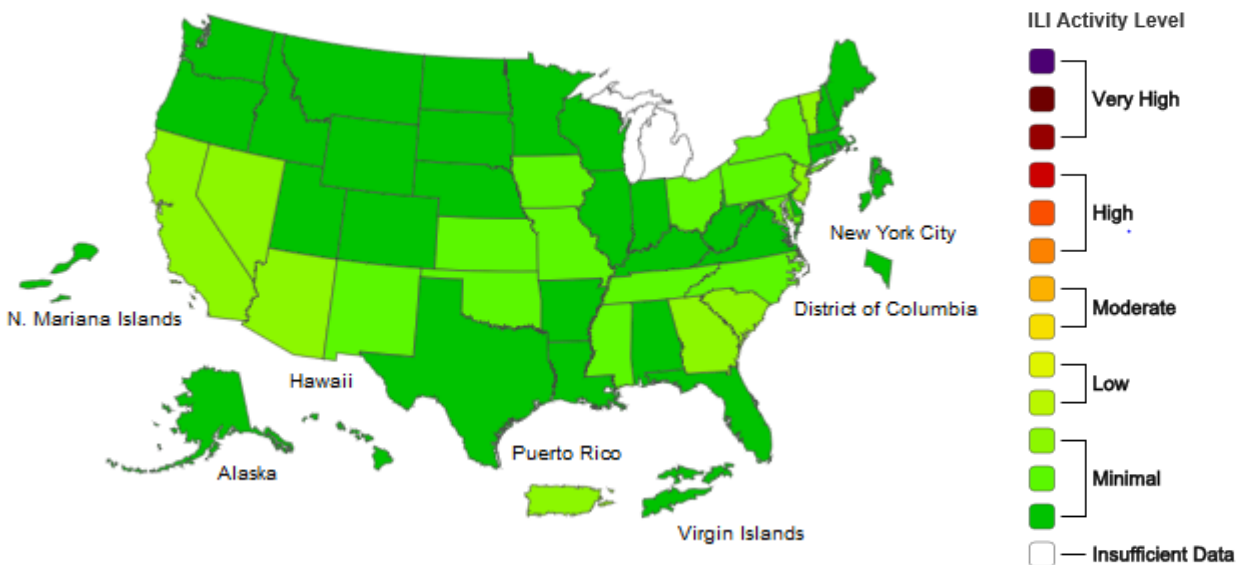 ILI Activity Level
Very High
High
Moderate
Low
Minimal
Insufficient Data
New York City
District of Columbia
N. Mariana Islands
Hawaii
Alaska
Puerto Rico
Virgin Islands